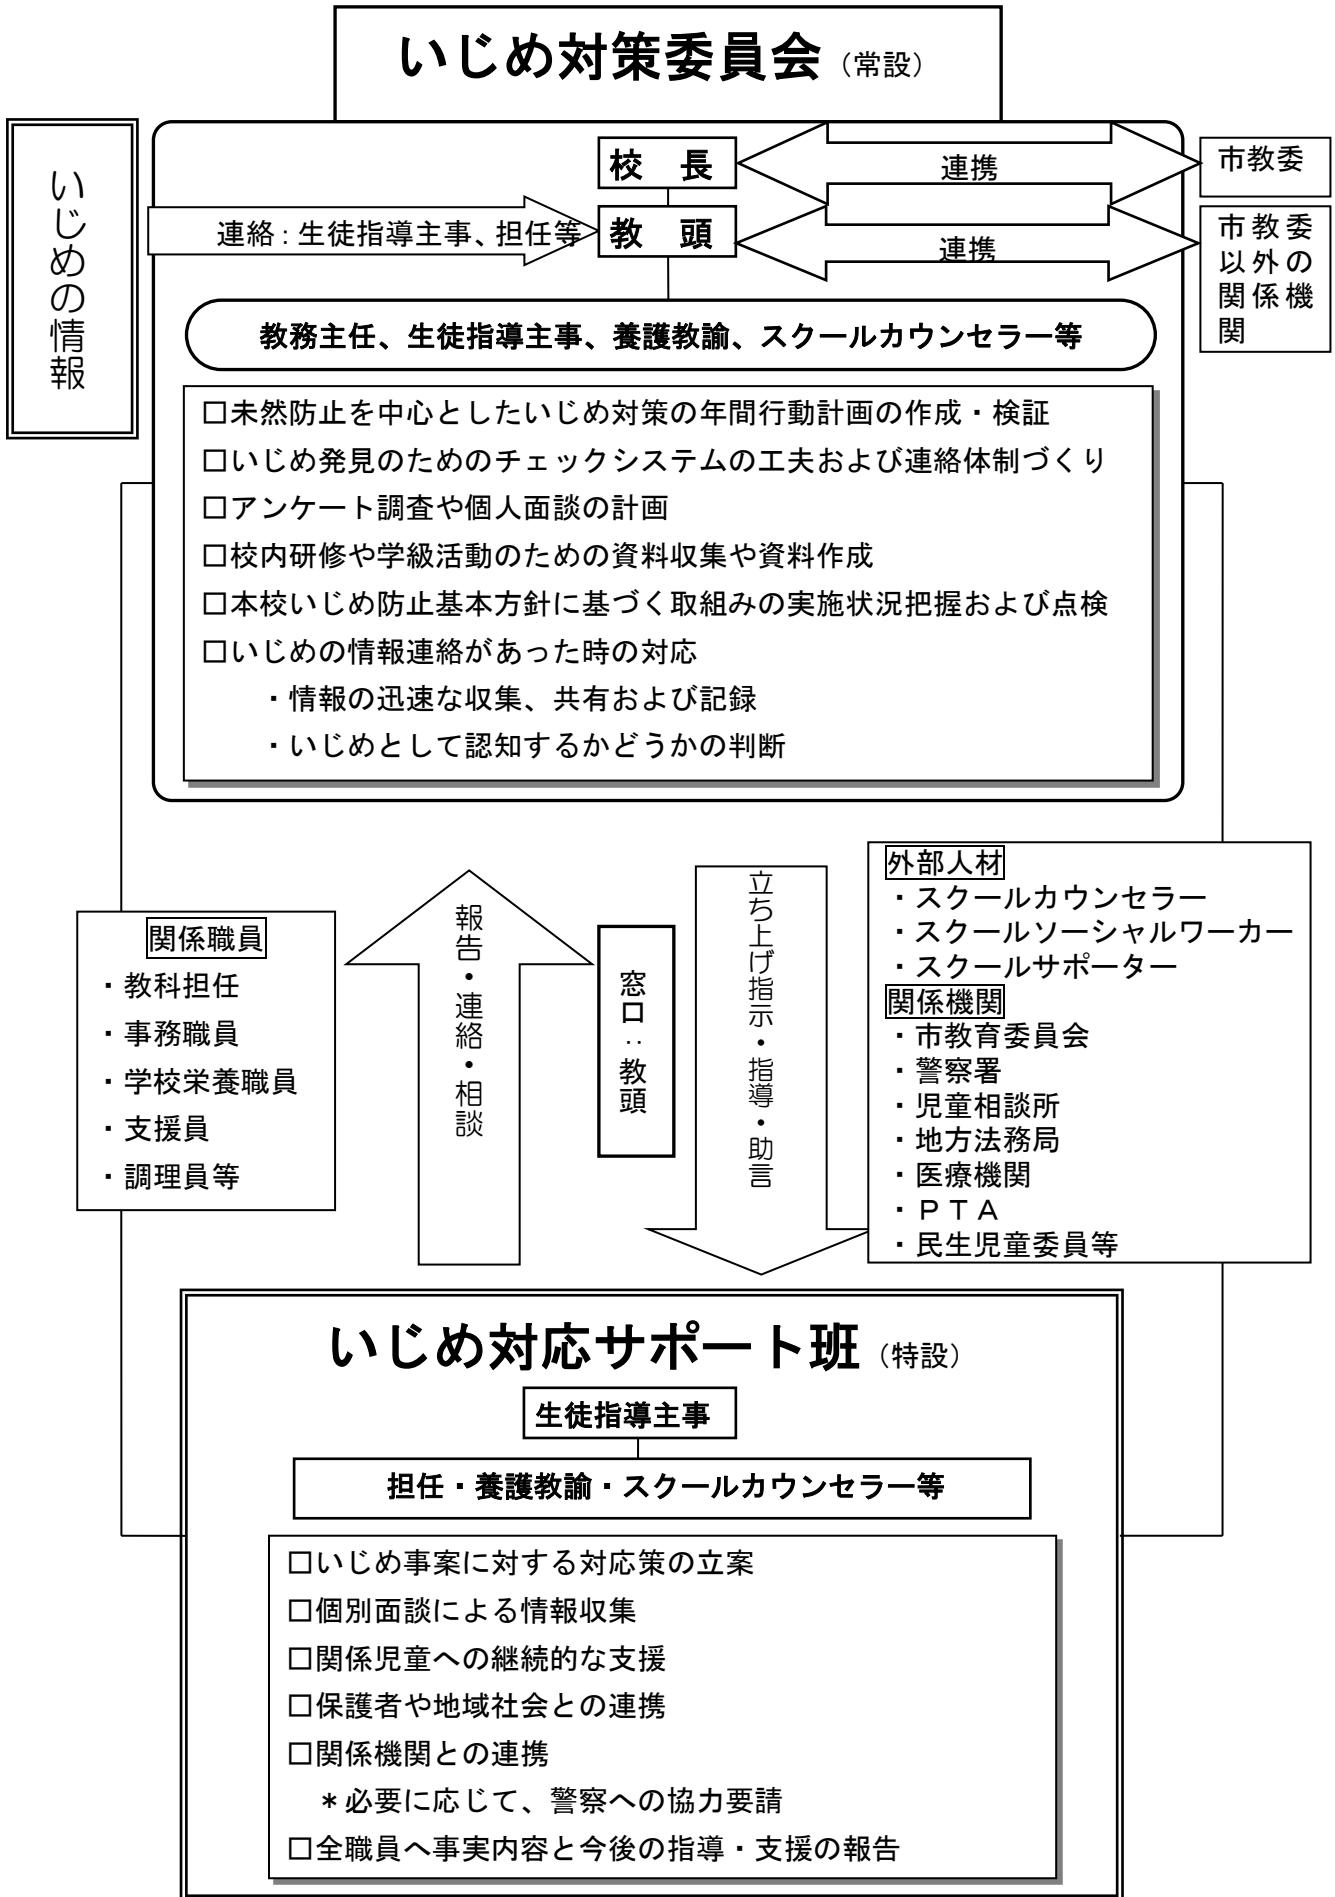 いじめ対策委員会（常設）
いじめの情報
校　長
連携
市教委
連絡：生徒指導主事、担任等
教　頭
連携
市教委
以外の
関係機
関
教務主任、生徒指導主事、養護教諭、スクールカウンセラー等
□未然防止を中心としたいじめ対策の年間行動計画の作成・検証
□いじめ発見のためのチェックシステムの工夫および連絡体制づくり
□アンケート調査や個人面談の計画
□校内研修や学級活動のための資料収集や資料作成
□本校いじめ防止基本方針に基づく取組みの実施状況把握および点検
□いじめの情報連絡があった時の対応
・情報の迅速な収集、共有および記録
・いじめとして認知するかどうかの判断
関係職員
・教科担任
・事務職員
・学校栄養職員
・支援員
・調理員等
報告・連絡・相談
窓口：教頭
立ち上げ指示・指導・助言
外部人材
・スクールカウンセラー
・スクールソーシャルワーカー
・スクールサポーター
関係機関
・市教育委員会
・警察署
・児童相談所
・地方法務局
・医療機関
・ＰＴＡ
・民生児童委員等
いじめ対応サポート班（特設）
生徒指導主事
担任・養護教諭・スクールカウンセラー等
□いじめ事案に対する対応策の立案
□個別面談による情報収集
□関係児童への継続的な支援
□保護者や地域社会との連携
□関係機関との連携
＊必要に応じて、警察への協力要請
□全職員へ事実内容と今後の指導・支援の報告